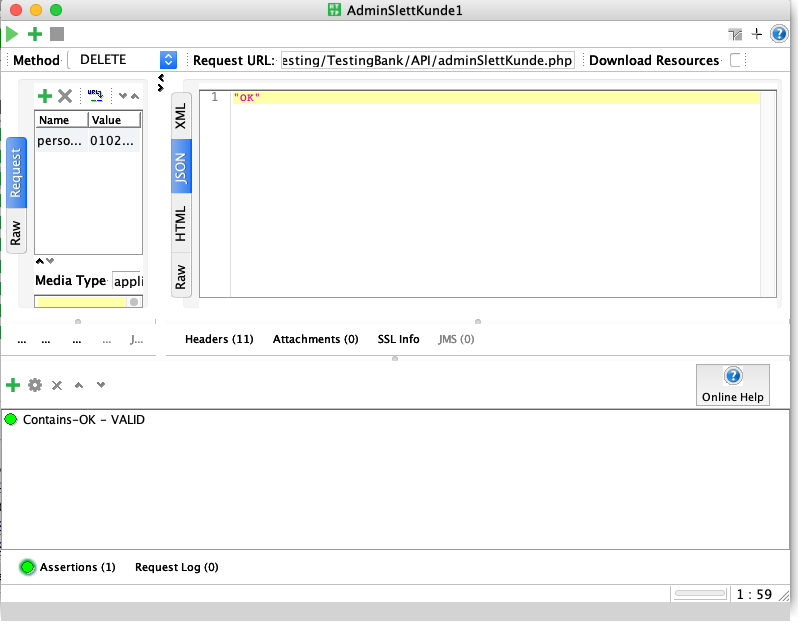 AdminSlettKunde1
Method DELETE Request URL: esting/TestingBank/API/adminSlettKunde.php Download Resources
Name Value
perso... 0102...
Request
Raw
Media Type appli
XML
JSON
HTML
Raw
1 "OK"
... ... ... ... J...
Headers (11) Attachments (0) SSL Info JMS (0)
Online Help
Contains-OK - VALID
Assertions (1) Request Log (0)
1 : 59